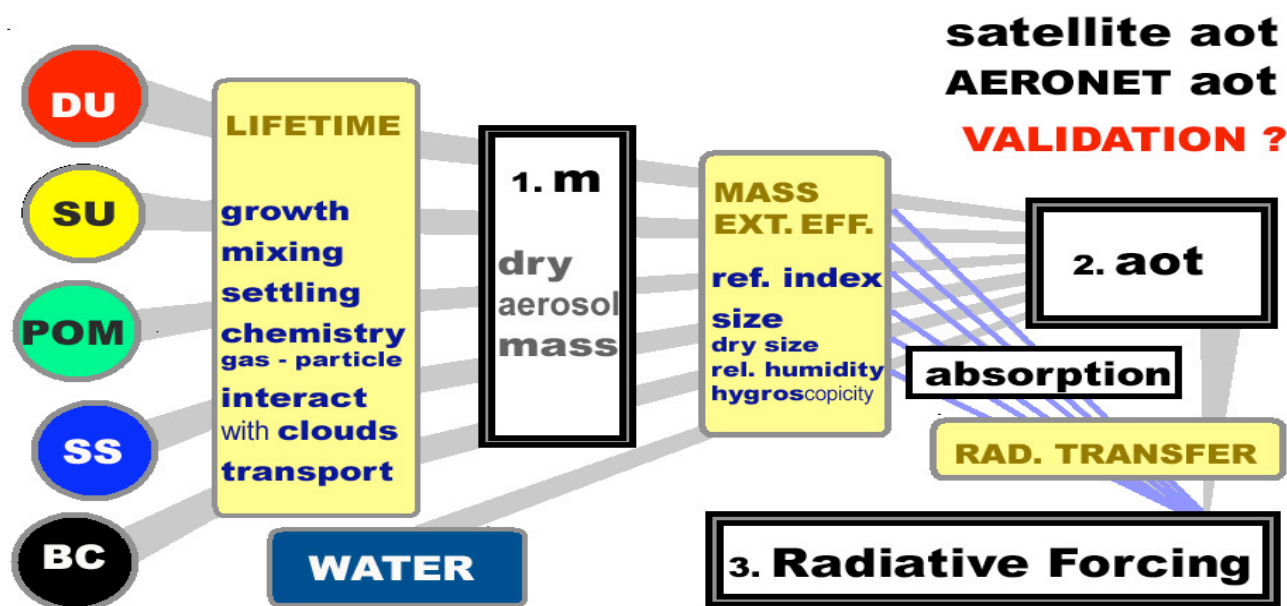 DU
SU
POM
SS
BC
LIFETIME
growth
mixing
settling
chemistry
gas - particle
interact
with clouds
transport
WATER
1. m
dry
aerosol
mass
MASS
EXT. EFF.
ref. index
size
dry size
rel. humidity
hygroscopicity
satellite aot
AERONET aot
VALIDATION ?
2. aot
absorption
RAD. TRANSFER
3. Radiative Forcing